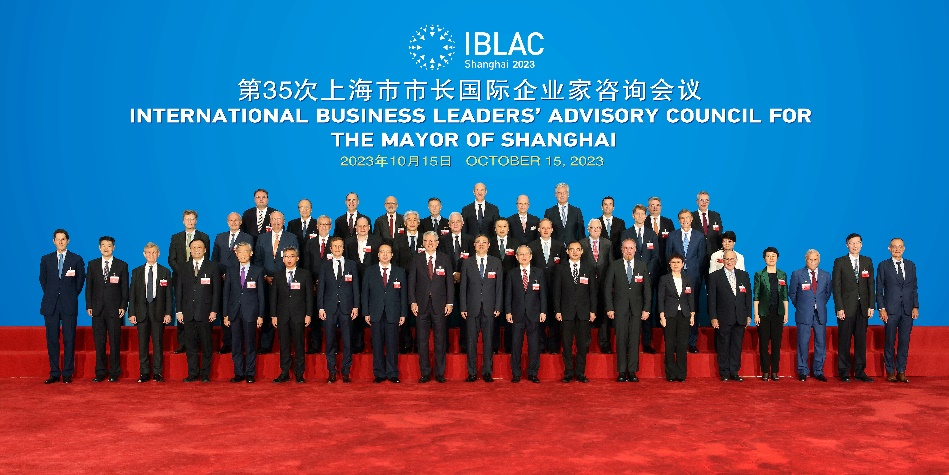 IBLAC
Shanghai 2023
第35次上海市市长国际企业家咨询会议
INTERNATIONAL BUSINESS LEADERS' ADVISORY COUNCIL FOR
THE MAYOR OF SHANGHAI
2023年10月15日 OCTOBER 15, 2023